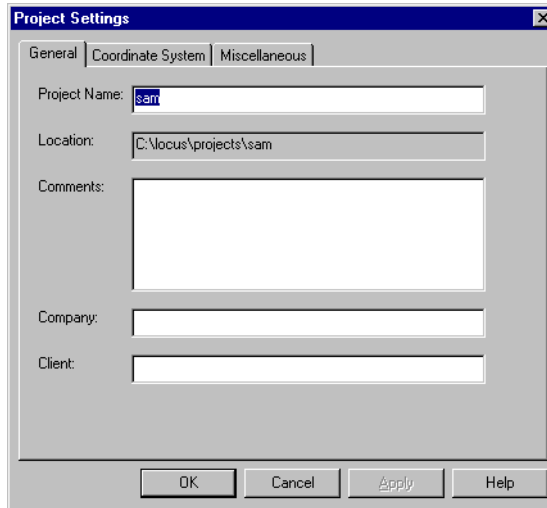 Project Settings
General Coordinate System Miscellaneous
Project Name: sam
Location: C:\locus\projects\sam
Comments:
Company:
Client:
OK Cancel Apply Help